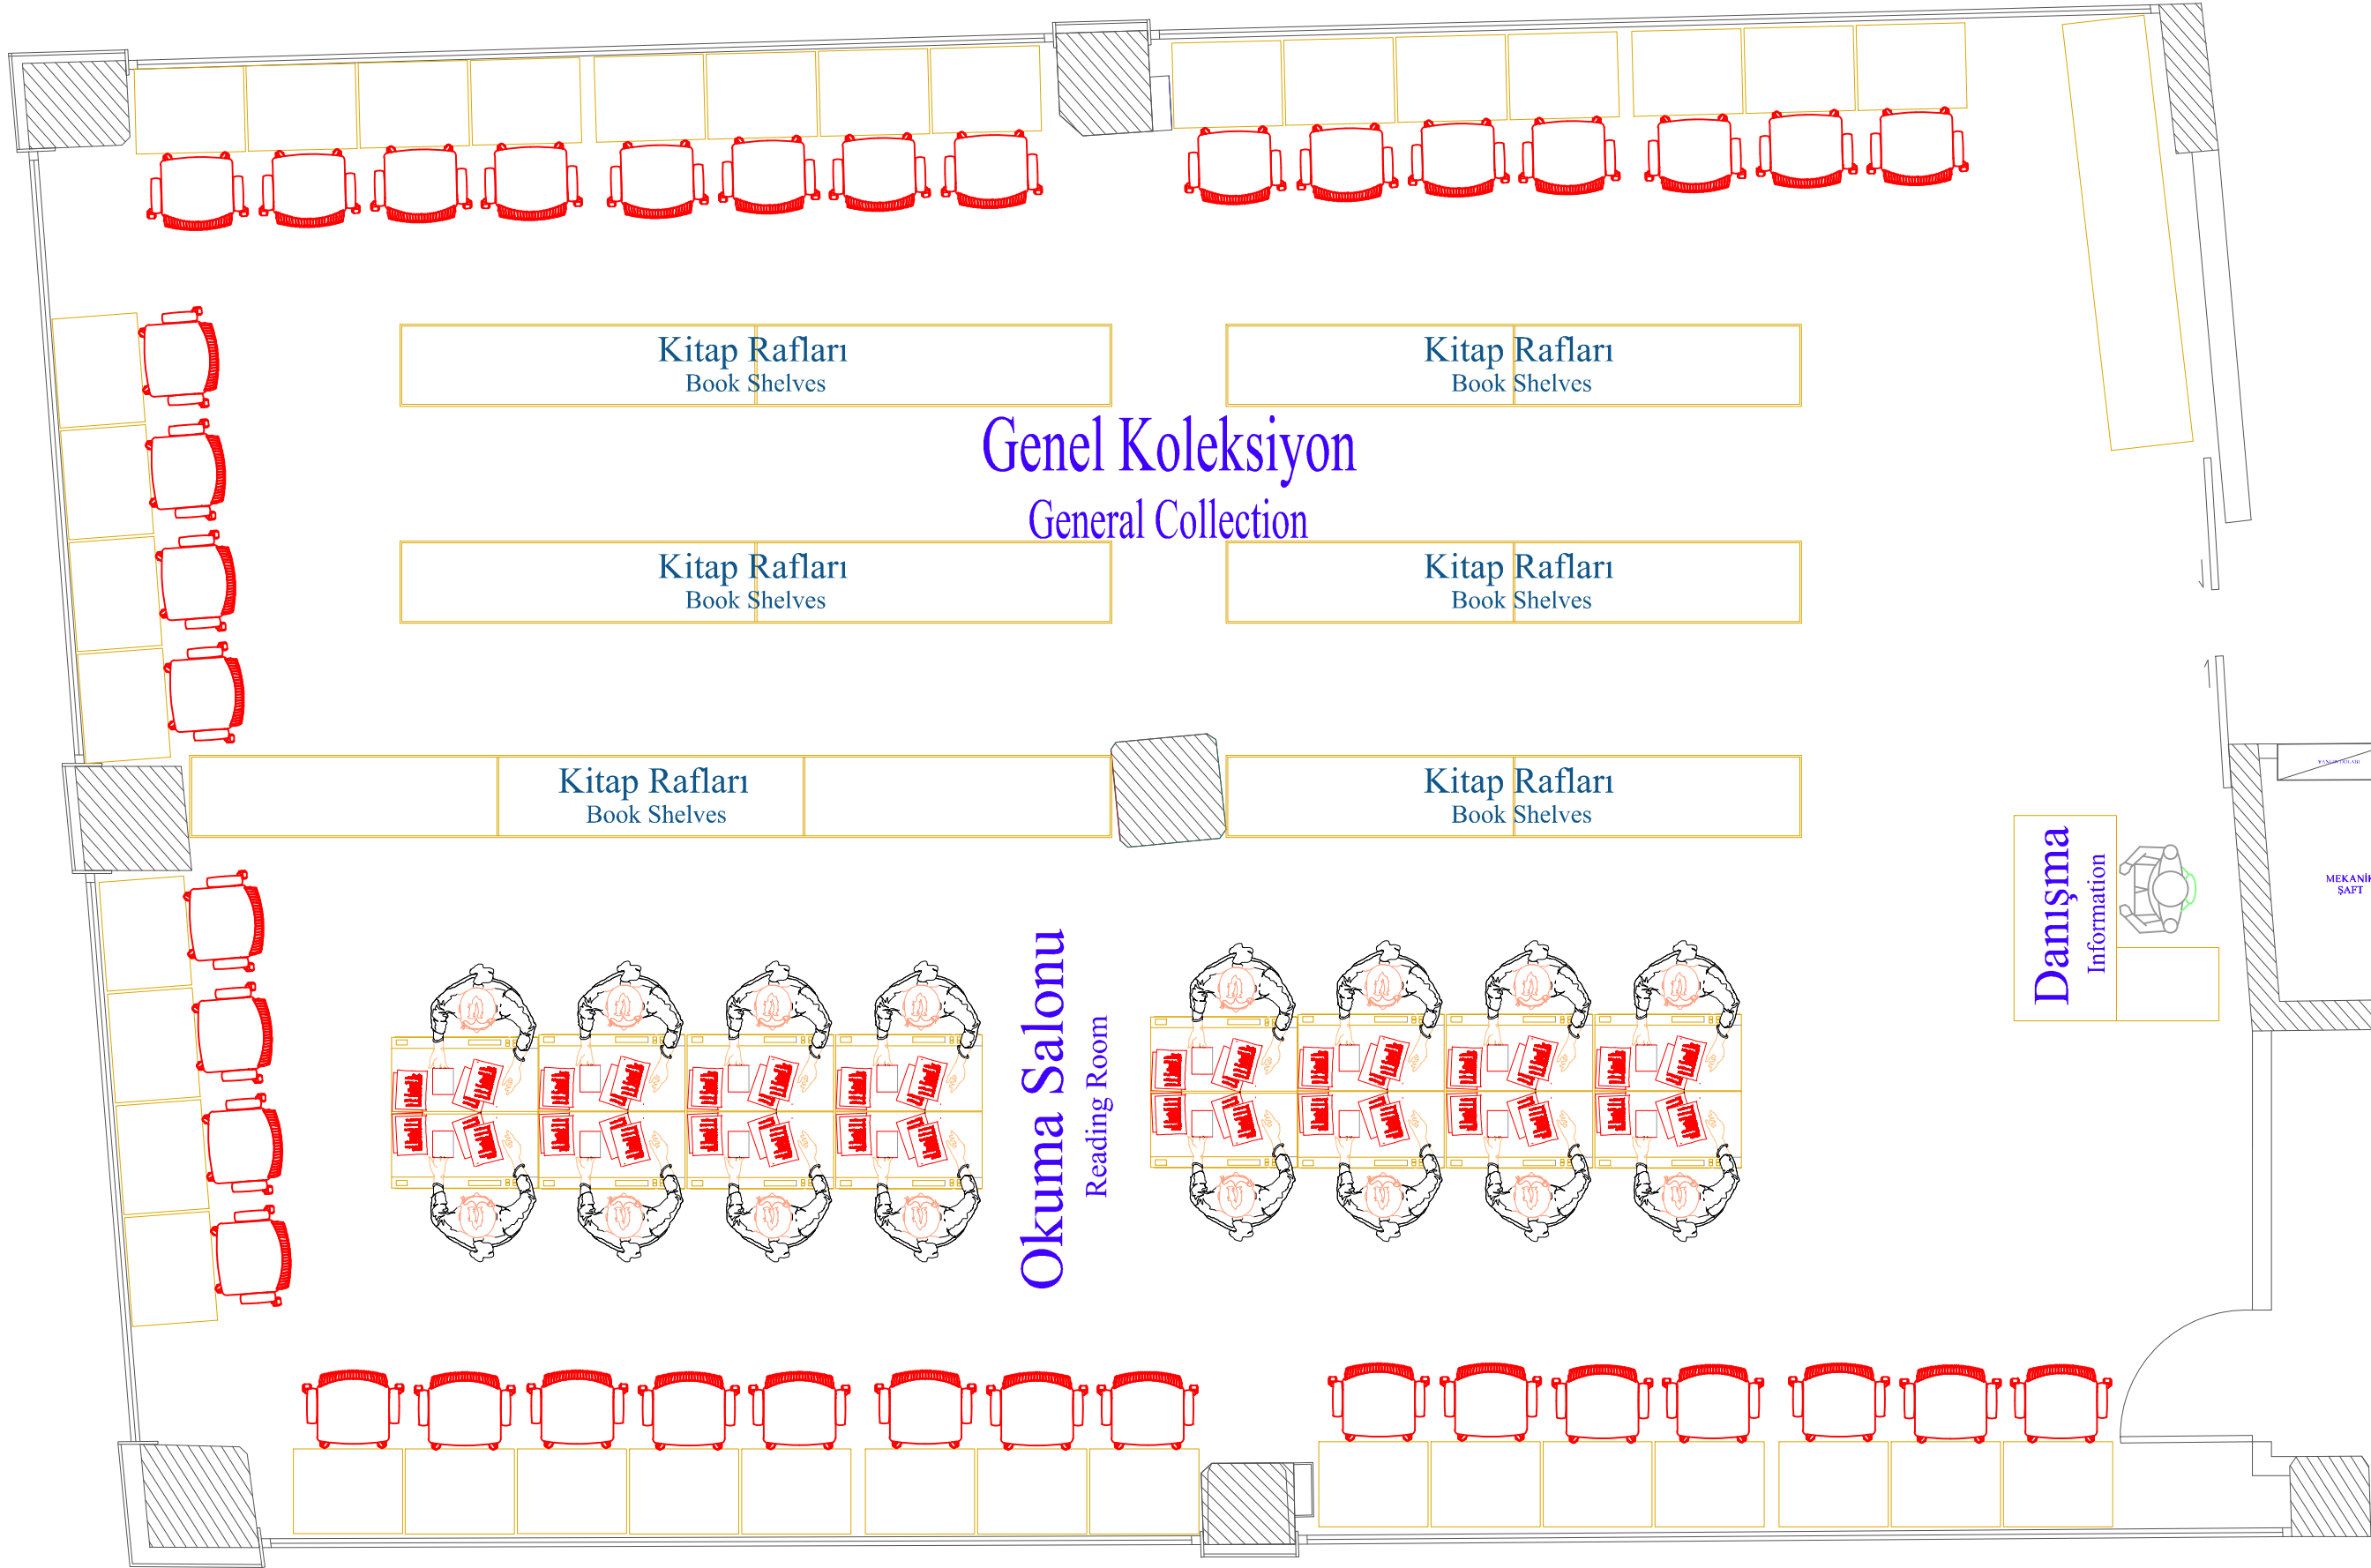 Kitap Rafları
Book Shelves
Kitap Rafları
Book Shelves
Genel Koleksiyon
General Collection
Kitap Rafları
Book Shelves
Kitap Rafları
Book Shelves
Kitap Rafları
Book Shelves
Kitap Rafları
Book Shelves
Danışma
Information
MEKANİK
ŞAFT
Okuma Salonu
Reading Room